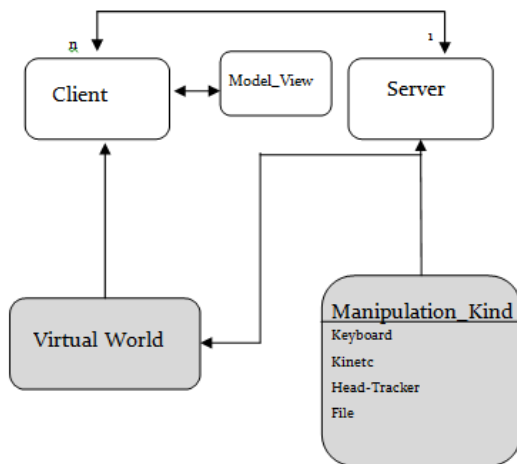 n
1
Client
Model_View
Server
Virtual World
Manipulation_Kind
Keyboard
Kinetc
Head-Tracker
File